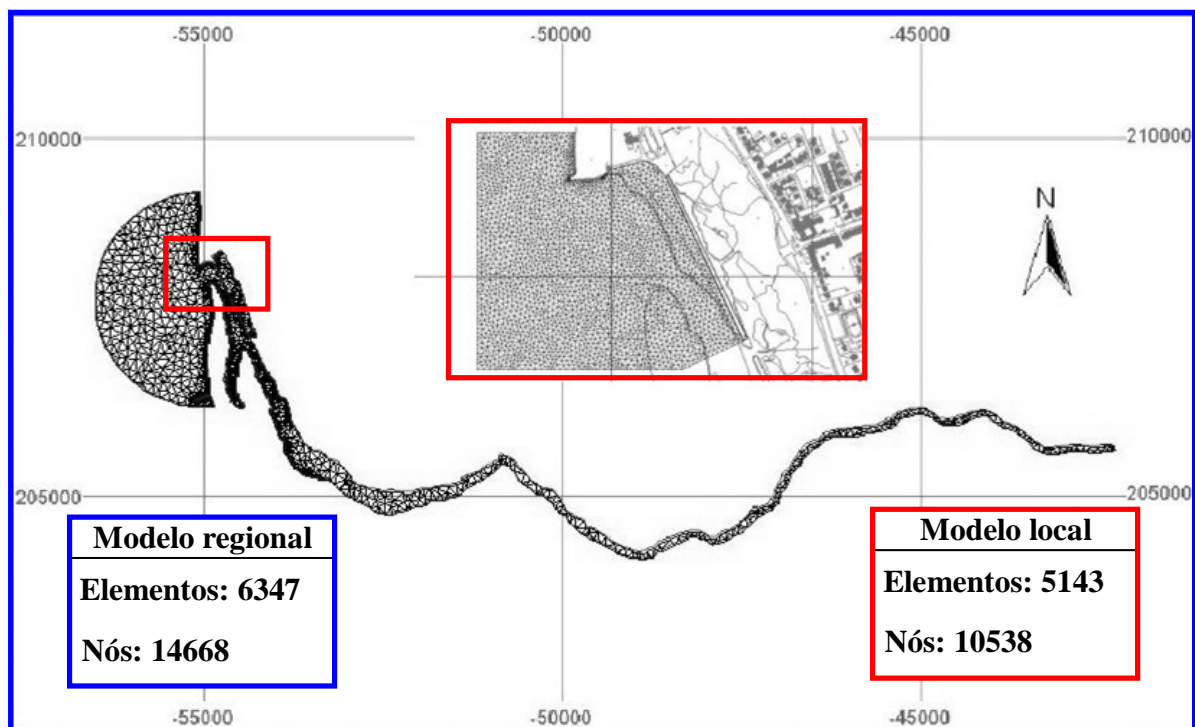 -55000 -50000 -45000
210000 210000
N
205000 205000
Modelo regional
Elementos: 6347
Nós: 14668
Modelo local
Elementos: 5143
Nós: 10538
-55000 -50000 -45000